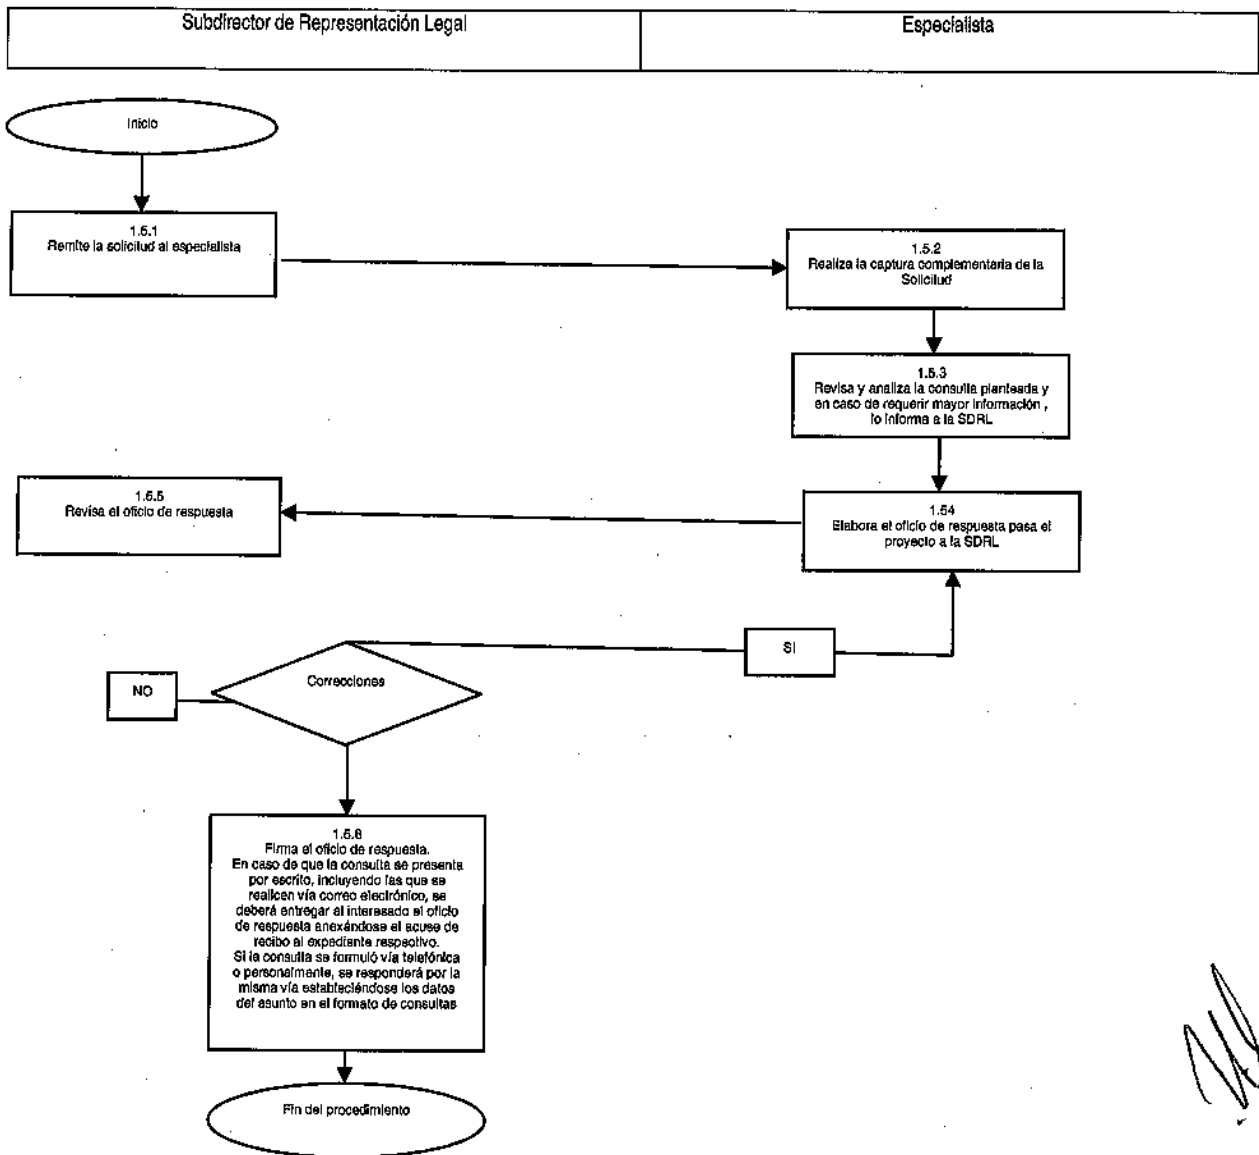 Subdirector de Representación Legal
Especialista
Inicio
1.5.1
Remite la solicitud al especialista
1.5.2
Realiza la captura complementaria de la
Solicitud
1.5.3
Revisa y analiza la consulta planteada y
en caso de requerir mayor información ,
lo informa a la SDRL
1.54
Elabora el oficio de respuesta pasa el
proyecto a la SDRL
1.5.5
Revisa el oficio de respuesta
SI
NO
Correcciones
1.5.6
Firma el oficio de respuesta.
En caso de que la consulta se presenta
por escrito, incluyendo las que se
realicen vía correo electrónico, se
deberá entregar al interesado el oficio
de respuesta anexándose el acuse de
recibo al expediente respectivo.
Si la consulta se formuló vía telefónica
o personalmente, se responderá por la
misma vía estableciéndose los datos
del asunto en el formato de consultas
Fin del procedimiento